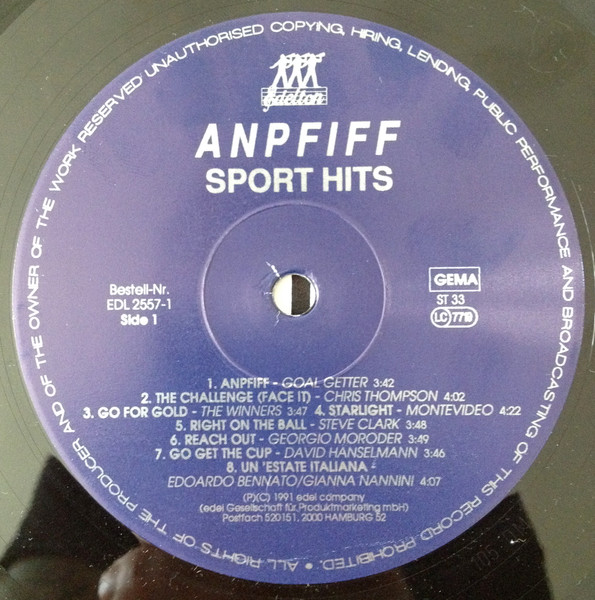 ALL RIGHTS OF THE PRODUCER AND OF THE OWNER OF THE WORK RESERVED UNAUTHORISED COPYING, HIRING, LENDING, PUBLIC PERFORMANCE AND BROADCASTING OF THIS RECORD PROHIBITED.
edelton
ANPFIFF
SPORT HITS
Bestell-Nr.
EDL 2557-1
Side 1
GEMA
ST 33
LC 7719
1. ANPFIFF - GOAL GETTER 3:42
2. THE CHALLENGE (FACE IT) - CHRIS THOMPSON 4:02
3. GO FOR GOLD - THE WINNERS 3:47 4. STARLIGHT - MONTEVIDEO 4:22
5. RIGHT ON THE BALL - STEVE CLARK 3:48
6. REACH OUT - GEORGIO MORODER 3:49
7. GO GET THE CUP - DAVID HANSELMANN 3:46
8. UN 'ESTATE ITALIANA -
EDOARDO BENNATO/GIANNA NANNINI 4:07
(P)(C) 1991 edel company
(edel Gesellschaft für Produktmarketing mbH)
Postfach 520151, 2000 HAMBURG 52